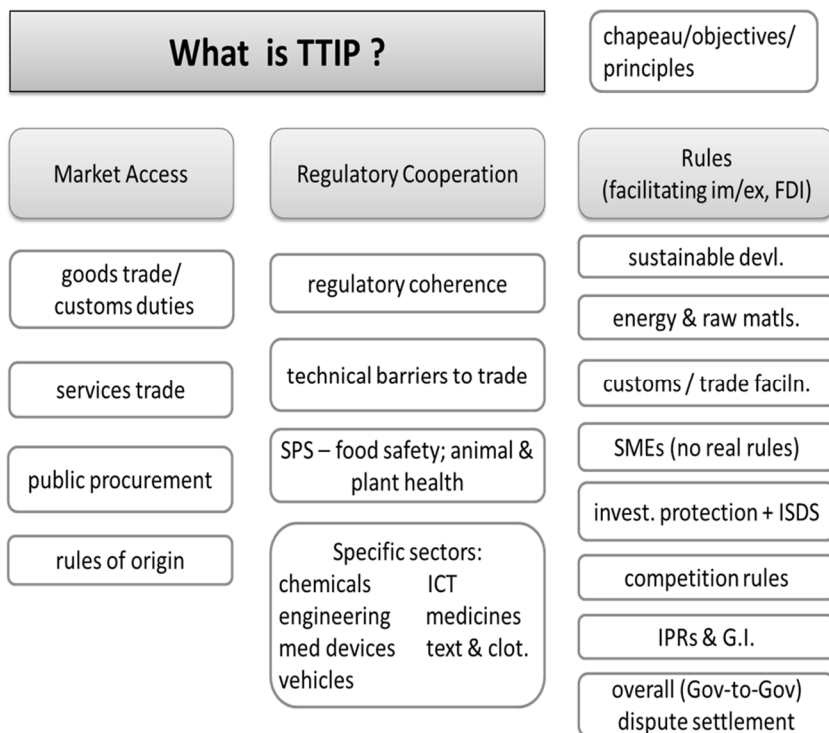 What is TTIP ?
chapeau/objectives/
principles
Market Access
goods trade/
customs duties
services trade
public procurement
rules of origin
Regulatory Cooperation
regulatory coherence
technical barriers to trade
SPS – food safety; animal &
plant health
Specific sectors:
chemicals ICT
engineering medicines
med devices text & clot.
vehicles
Rules
(facilitating im/ex, FDI)
sustainable devl.
energy & raw matls.
customs / trade faciln.
SMEs (no real rules)
invest. protection + ISDS
competition rules
IPRs & G.I.
overall (Gov-to-Gov)
dispute settlement